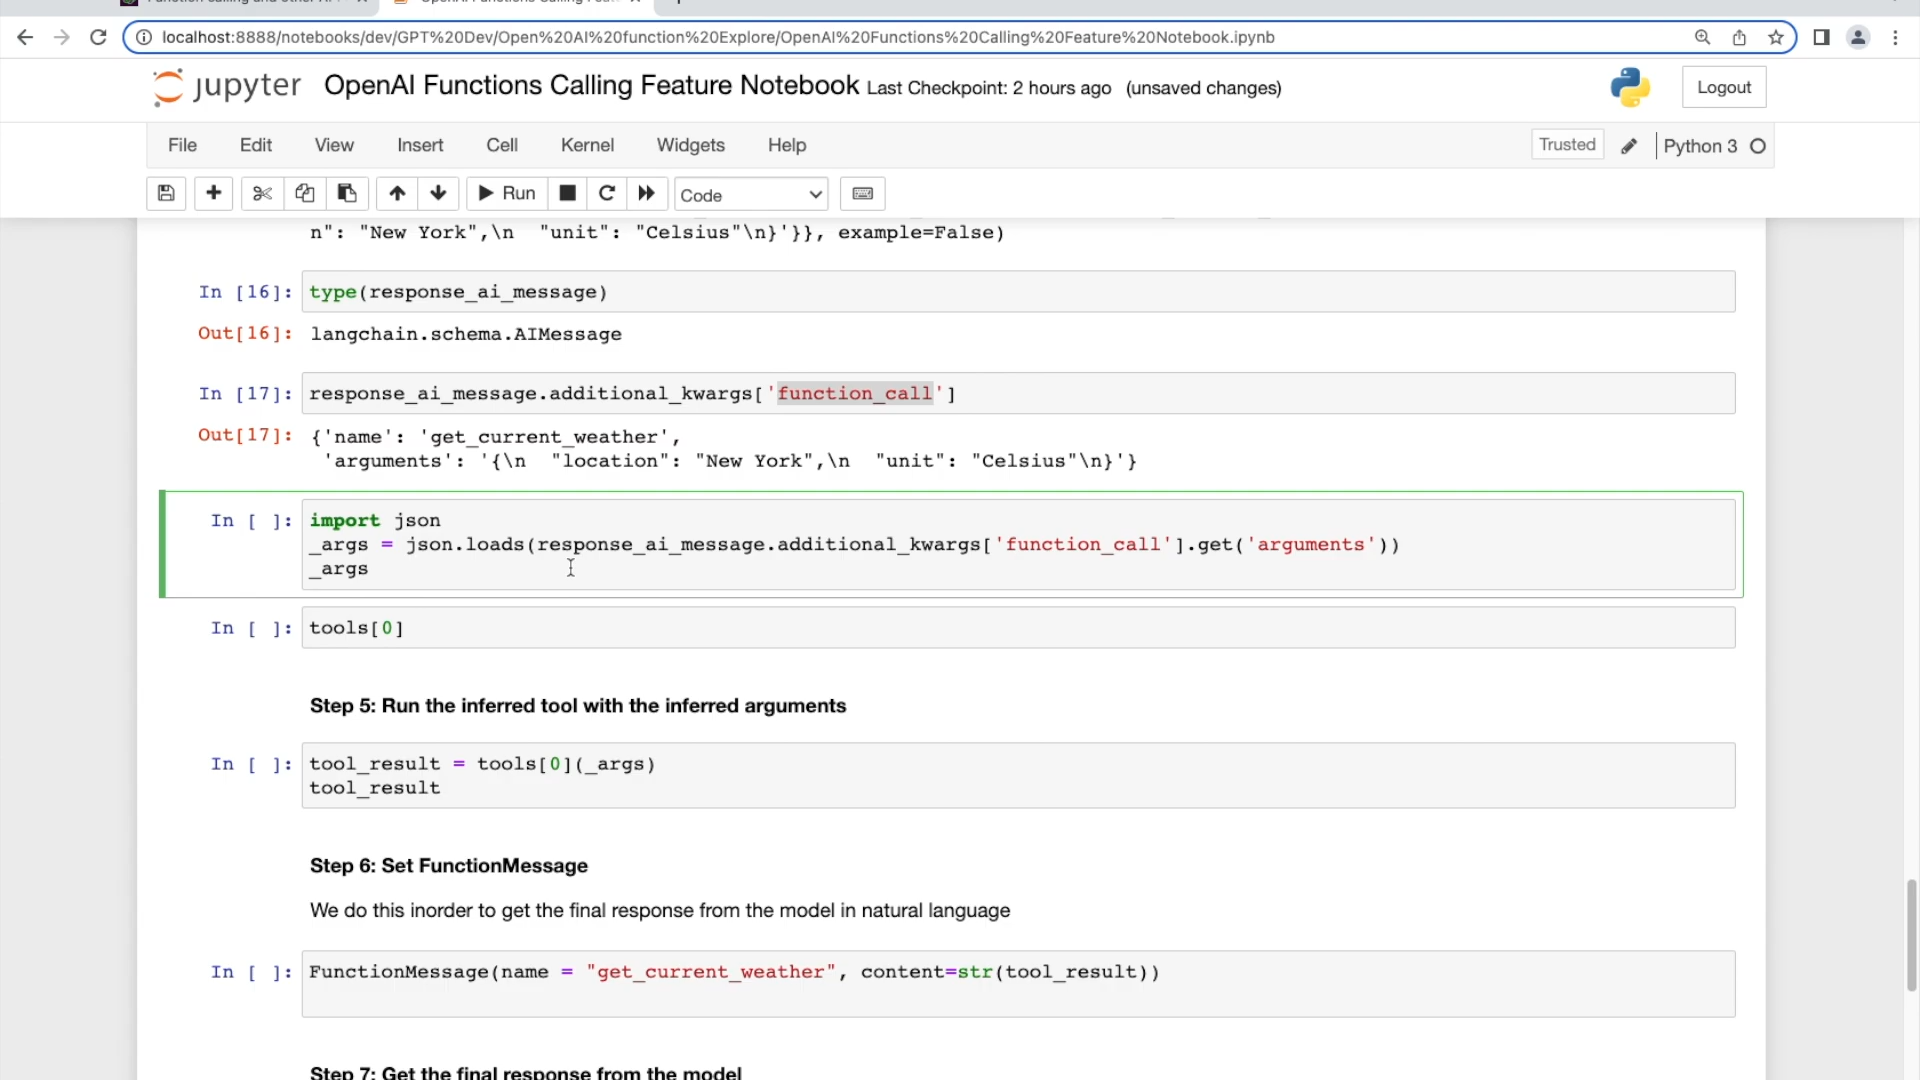 localhost:8888/notebooks/dev/GPT%20Dev/Open%20AI%20function%20Explore/OpenAI%20Functions%20Calling%20Feature%20Notebook.ipynb
jupyter OpenAI Functions Calling Feature Notebook Last Checkpoint: 2 hours ago (unsaved changes) Logout
File Edit View Insert Cell Kernel Widgets Help Trusted Python 3
Run Code
n": "New York",\n  "unit": "Celsius"\n}'}}, example=False)
In [16]: type(response_ai_message)
Out[16]: langchain.schema.AIMessage
In [17]: response_ai_message.additional_kwargs['function_call']
Out[17]: {'name': 'get_current_weather',
'arguments': '{\n  "location": "New York",\n  "unit": "Celsius"\n}'}
In [ ]: import json
_args = json.loads(response_ai_message.additional_kwargs['function_call'].get('arguments'))
_args
In [ ]: tools[0]
Step 5: Run the inferred tool with the inferred arguments
In [ ]: tool_result = tools[0](_args)
tool_result
Step 6: Set FunctionMessage
We do this inorder to get the final response from the model in natural language
In [ ]: FunctionMessage(name = "get_current_weather", content=str(tool_result))
Step 7: Get the final response from the model